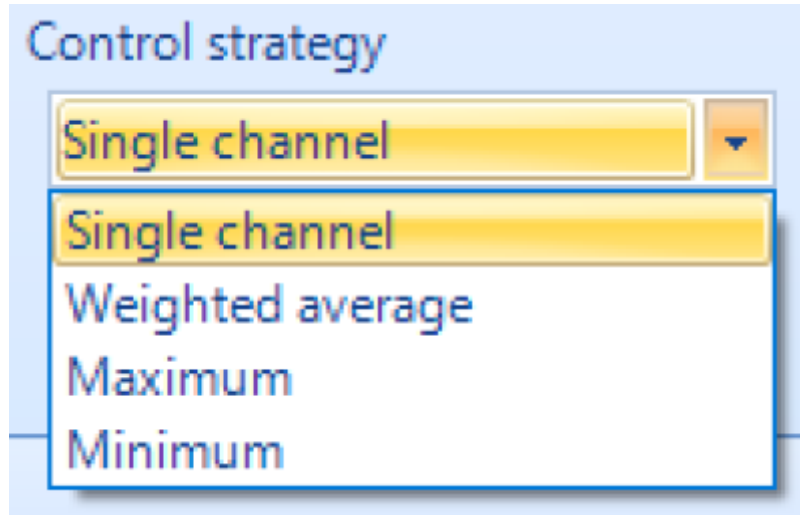 Control strategy
Single channel
Single channel
Weighted average
Maximum
Minimum